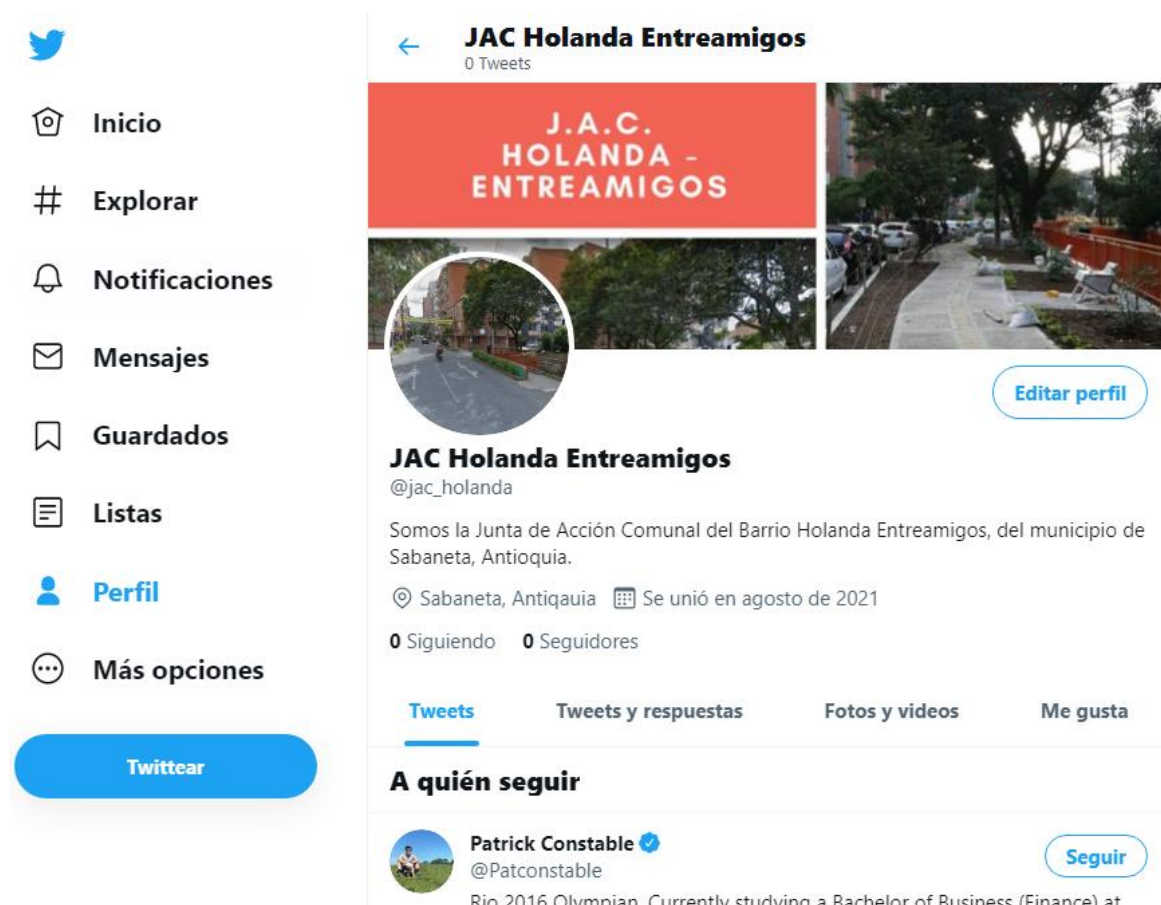 Inicio
Explorar
Notificaciones
Mensajes
Guardados
Listas
Perfil
Más opciones
Twittear
JAC Holanda Entreamigos
0 Tweets
J.A.C.
HOLANDA -
ENTREAMIGOS
Editar perfil
JAC Holanda Entreamigos
@jac_holanda
Somos la Junta de Acción Comunal del Barrio Holanda Entreamigos, del municipio de
Sabaneta, Antioquia.
Sabaneta, Antiqauia Se unió en agosto de 2021
0 Siguiendo 0 Seguidores
Tweets Tweets y respuestas Fotos y videos Me gusta
A quién seguir
Patrick Constable
@Patconstable
Seguir
Rio 2016 Olympian. Currently studying a Bachelor of Business (Finance) at